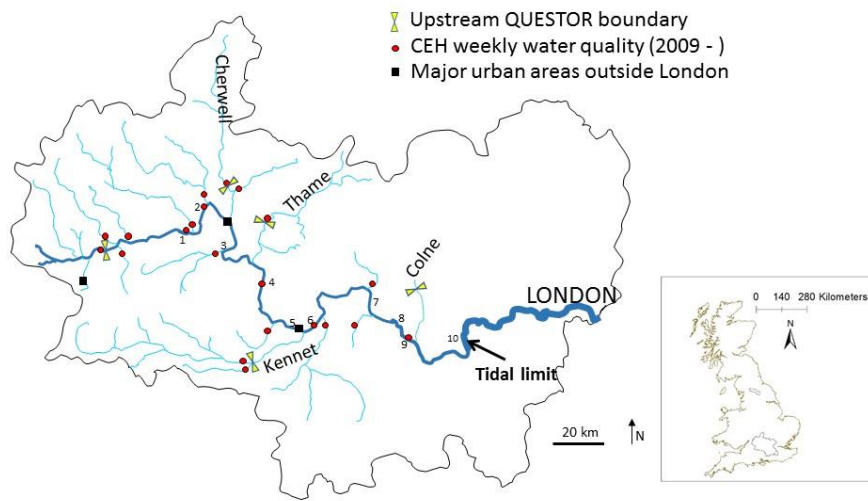 Upstream QUESTOR boundary
CEH weekly water quality (2009 - )
Major urban areas outside London
Cherwell
Thame
2
1
3
4
Colne
LONDON
0 140 280 Kilometers
N
5
6
7
8
9
10
Kennet
Tidal limit
20 km
N